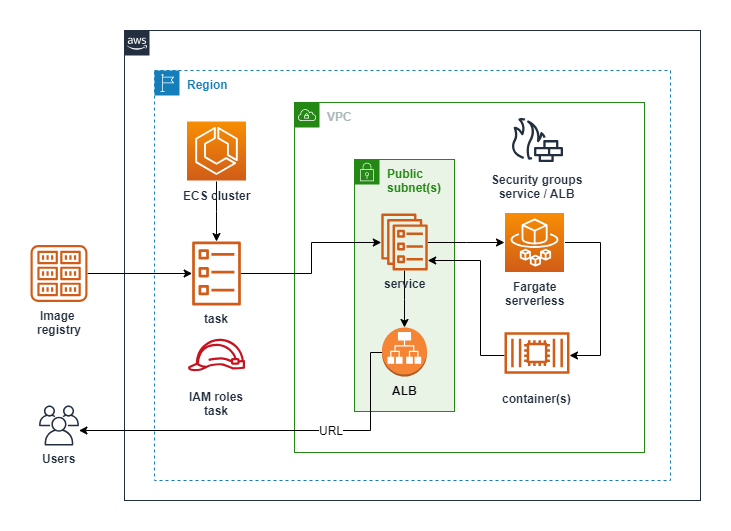 aws
Region
VPC
ECS cluster
Public
subnet(s)
Security groups
service / ALB
Image
registry
task
service
Fargate
serverless
IAM roles
task
ALB
container(s)
URL
Users